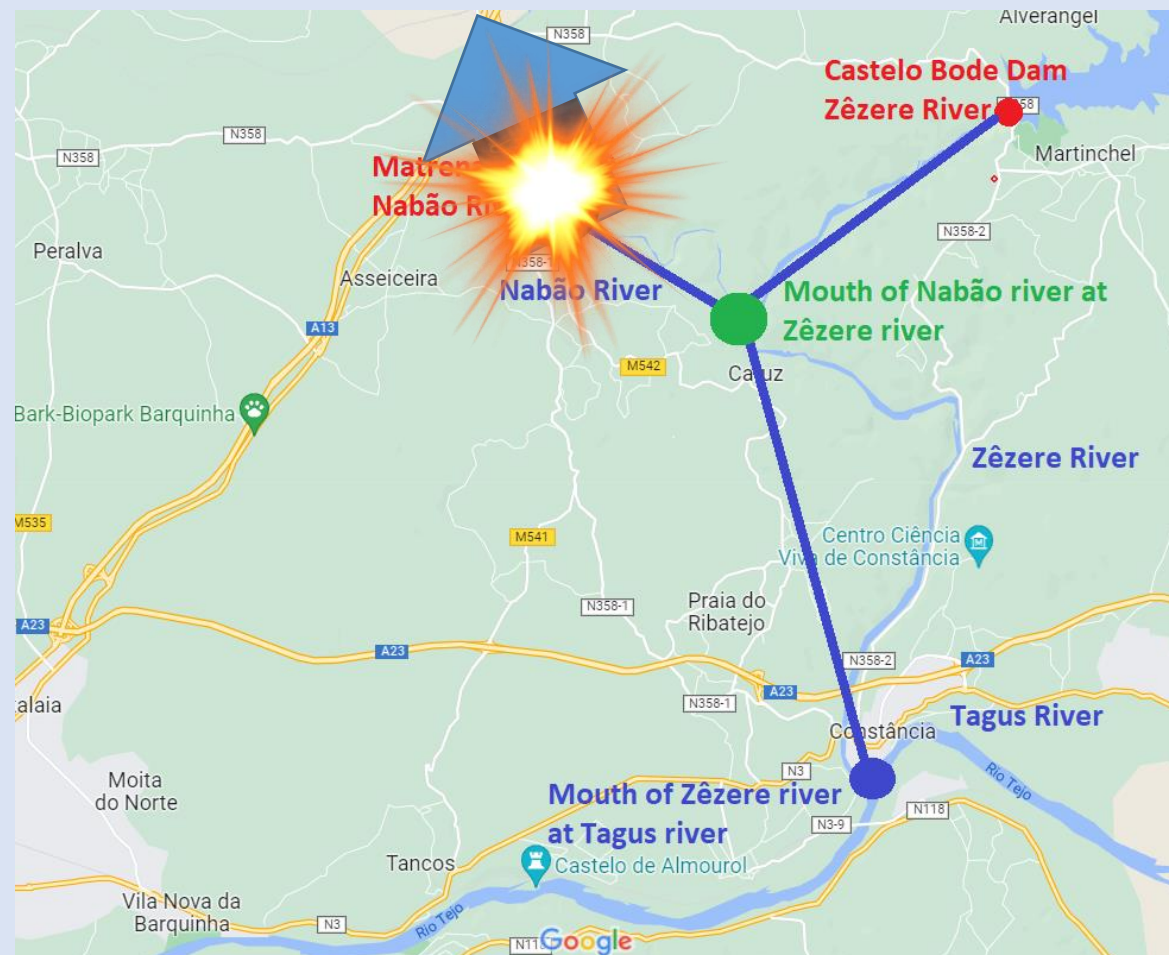 Alverangel
N358
Castelo Bode Dam
Zêzere River
N358
N358
Martinchel
Nabão
N358-2
Peralva
Asseiceira
Nabão River
Mouth of Nabão river at
Zêzere river
A13
M542
Bark-Biopark Barquinha
Zêzere River
M535
M541
Centro Ciência
Viva de Constância
Praia do
Ribatejo
N358-1
A23
A23
N358-2
A23
A23
N358-1
Tagus River
Constância
Moita
do Norte
N3
Rio Tejo
Mouth of Zêzere river
at Tagus river
N118
N3-9
Tancos
Castelo de Almourol
Vila Nova da
Barquinha
N3
Rio Tejo
Google